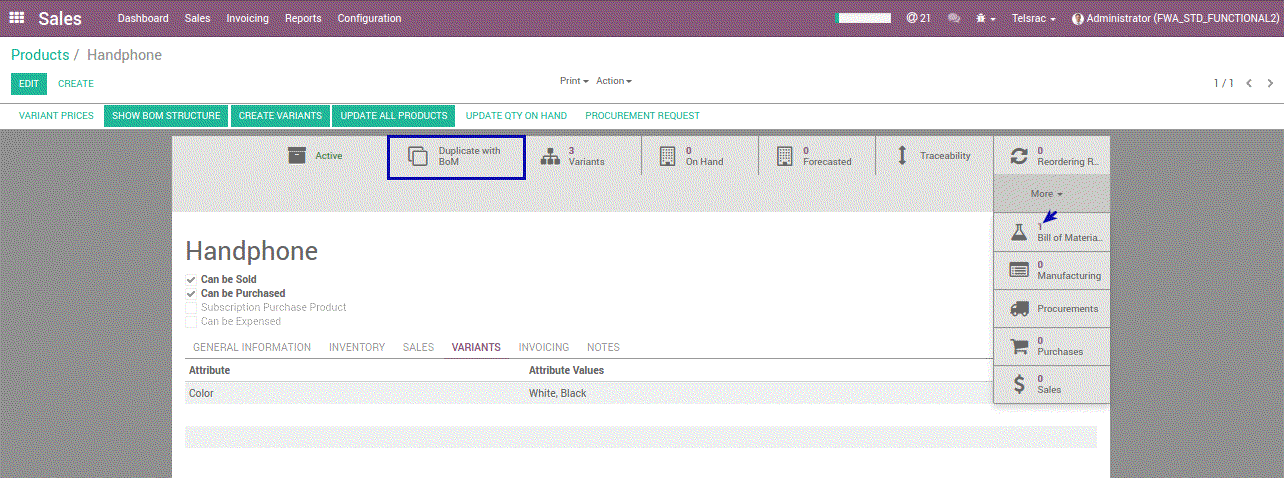 Sales Dashboard Sales Invoicing Reports Configuration @ 21 Telsrac Administrator (FWA_STD_FUNCTIONAL2)
Products / Handphone
EDIT CREATE Print Action 1 / 1
VARIANT PRICES SHOW BOM STRUCTURE CREATE VARIANTS UPDATE ALL PRODUCTS UPDATE QTY ON HAND PROCUREMENT REQUEST
Active
Duplicate with
BoM
3
Variants
0
On Hand
0
Forecasted
Traceability
0
Reordering R...
More
1
Bill of Materia...
0
Manufacturing
Procurements
0
Purchases
0
Sales
Handphone
Can be Sold
Can be Purchased
Subscription Purchase Product
Can be Expensed
GENERAL INFORMATION INVENTORY SALES VARIANTS INVOICING NOTES
Attribute Attribute Values
Color White, Black